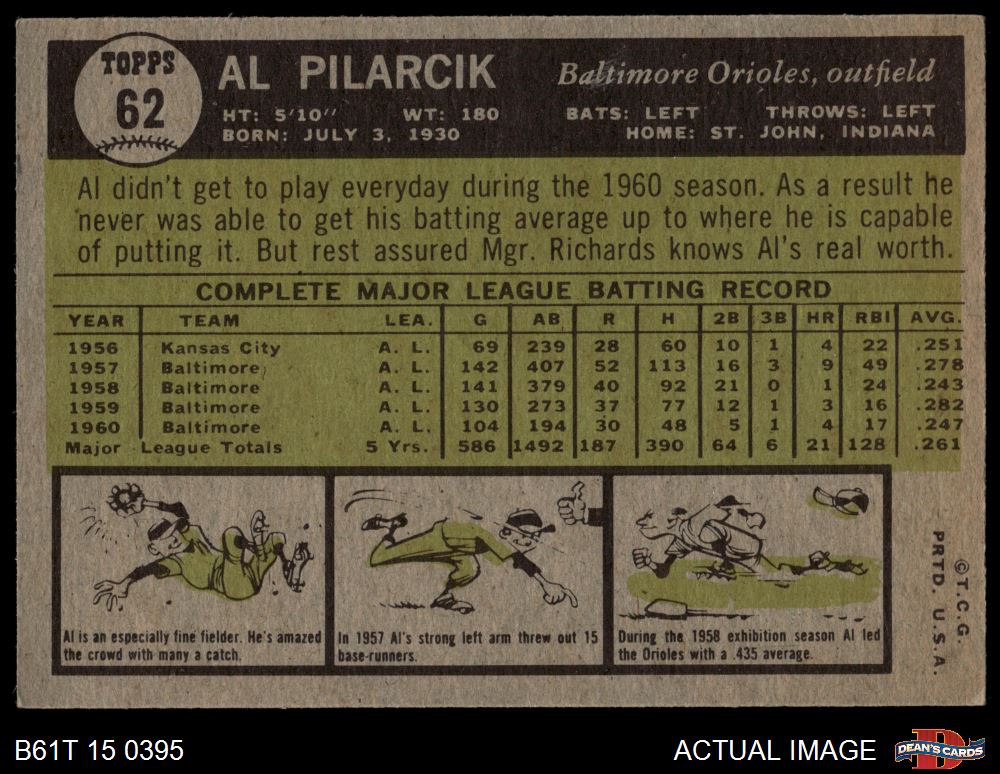 TOPPS
62
AL PILARCIK
Baltimore Orioles, outfield
HT: 5'10" WT: 180 BATS: LEFT THROWS: LEFT
BORN: JULY 3, 1930 HOME: ST. JOHN, INDIANA
Al didn't get to play everyday during the 1960 season. As a result he
never was able to get his batting average up to where he is capable
of putting it. But rest assured Mgr. Richards knows Al's real worth.
COMPLETE MAJOR LEAGUE BATTING RECORD
YEAR TEAM LEA. G AB R H 2B 3B HR RBI AVG.
1956 Kansas City A. L. 69 239 28 60 10 1 4 22 .251
1957 Baltimore A. L. 142 407 52 113 16 3 9 49 .278
1958 Baltimore A. L. 141 379 40 92 21 0 1 24 .243
1959 Baltimore A. L. 130 273 37 77 12 1 3 16 .282
1960 Baltimore A. L. 104 194 30 48 5 1 4 17 .247
Major League Totals 5 Yrs. 586 1492 187 390 64 6 21 128 .261
Al is an especially fine fielder. He's amazed
the crowd with many a catch.
In 1957 Al's strong left arm threw out 15
base-runners.
During the 1958 exhibition season Al led
the Orioles with a .435 average.
©T.C.G.
PRTD. U.S.A.
B61T 15 0395
ACTUAL IMAGE
D
DEAN'S CARDS